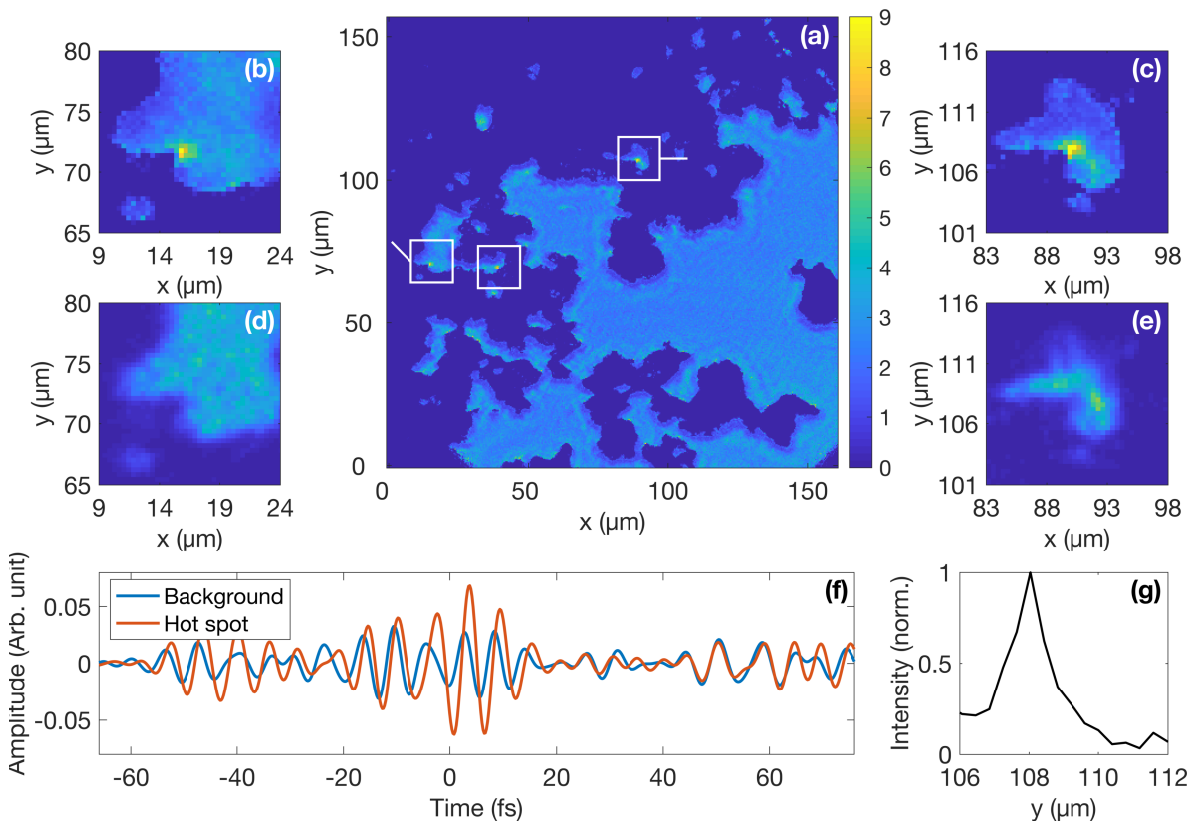 (a)
150
100
50
0
y (µm)
0
50
100
150
x (µm)
9
8
7
6
5
4
3
2
1
0
(b)
80
75
70
65
y (µm)
9
14
19
24
x (µm)
(c)
116
111
106
101
y (µm)
83
88
93
98
x (µm)
(d)
80
75
70
65
y (µm)
9
14
19
24
x (µm)
(e)
116
111
106
101
y (µm)
83
88
93
98
x (µm)
(f)
Background
Hot spot
Amplitude (Arb. unit)
0.05
0
-0.05
-60
-40
-20
0
20
40
60
Time (fs)
(g)
Intensity (norm.)
1
0.5
0
106
108
110
112
y (µm)